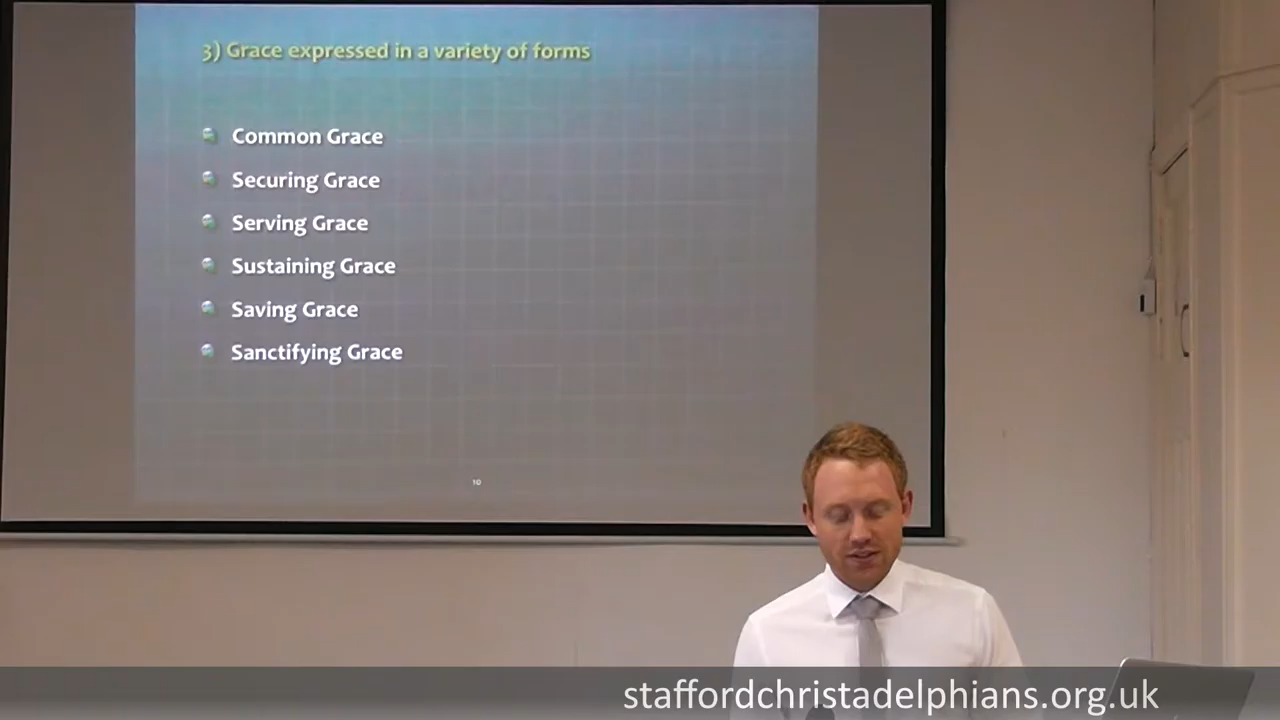 3) Grace expressed in a variety of forms
Common Grace
Securing Grace
Serving Grace
Sustaining Grace
Saving Grace
Sanctifying Grace
10
staffordchristadelphians.org.uk